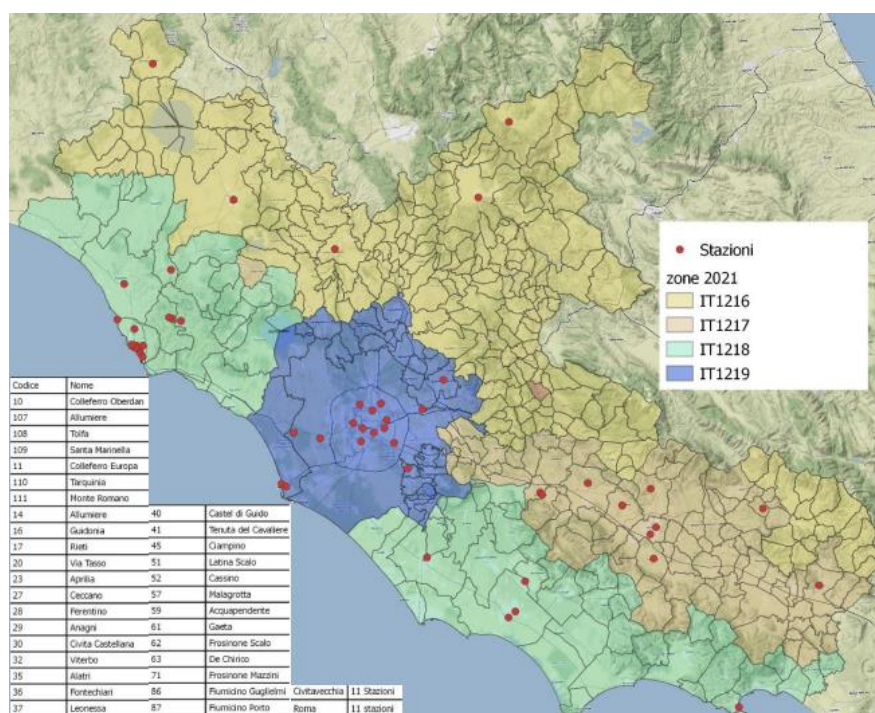 Stazioni
zone 2021
IT1216
IT1217
IT1218
IT1219
Codice Nome
10 Colleferro Oberdan
107 Allumiere
108 Tolfa
109 Santa Marinella
11 Colleferro Europa
110 Tarquinia
111 Monte Romano
14 Allumiere 40 Castel di Guido
16 Guidonia 41 Tenuta del Cavaliere
17 Rieti 45 Ciampino
20 Via Tasso 51 Latina Scalo
23 Aprilia 52 Cassino
27 Ceccano 57 Malagrotta
28 Ferentino 59 Acquapendente
29 Anagni 61 Gaeta
30 Civita Castellana 62 Frosinone Scalo
32 Viterbo 63 De Chirico
35 Alatri 71 Frosinone Mazzini
36 Fontechiari 86 Fiumicino Guglielmi Civitavecchia 11 Stazioni
37 Leonessa 87 Fiumicino Porto Roma 11 stazioni